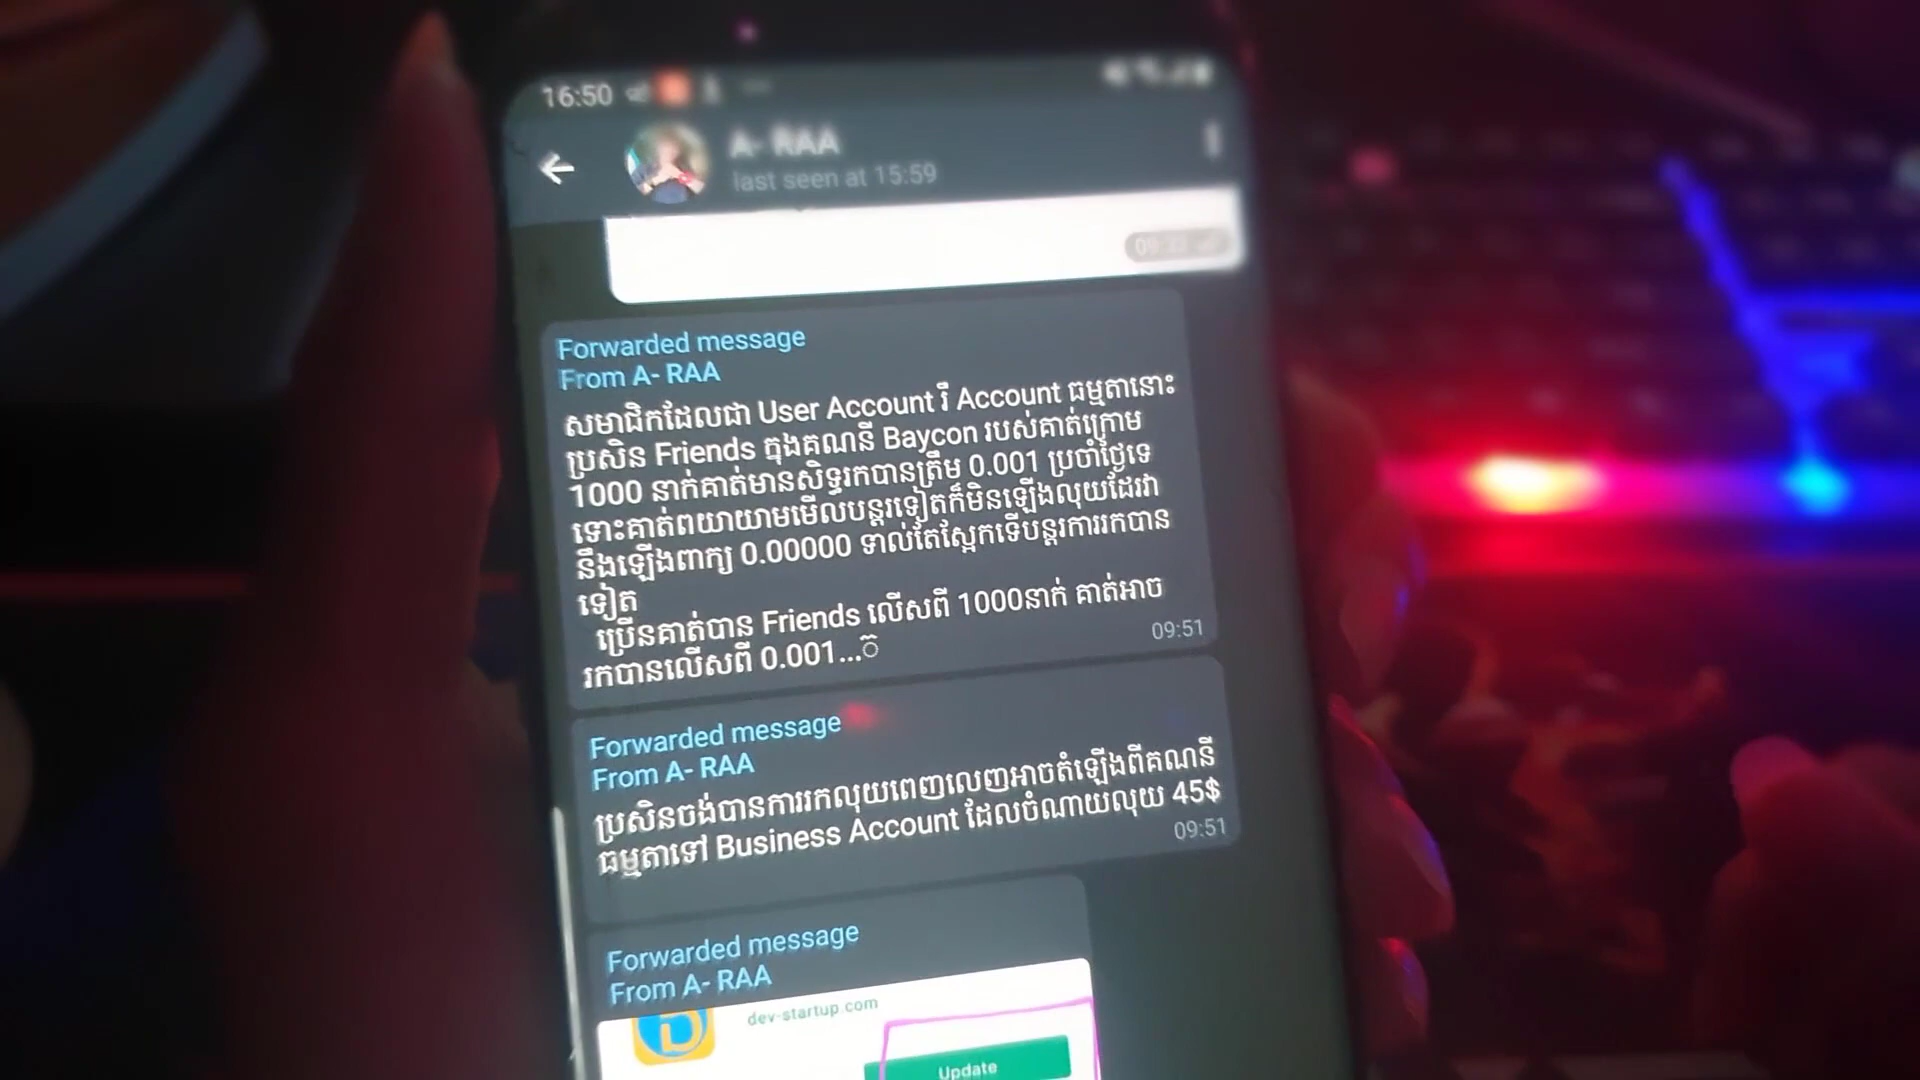 16:50
A- RAA
last seen at 15:59
Forwarded message
From A- RAA
សមាជិកដែលជា User Account រឺ Account ធម្មតានោះ
ប្រសិន Friends ក្នុងគណនី Baycon របស់គាត់ក្រោម
1000 នាក់គាត់មានសិទ្ធរកបានត្រឹម 0.001 ប្រចាំថ្ងៃទេ
ទោះគាត់ពយាយាមមើលបន្តរទៀតក៏មិនឡើងលុយដែរវា
នឹងឡើងពាក្យ 0.00000 ទាល់តែស្អែកទើបន្តរការរកបាន
ទៀត
ប្រើនគាត់បាន Friends លើសពី 1000នាក់ គាត់អាច
រកបានលើសពី 0.001...៊
09:51
Forwarded message
From A- RAA
ប្រសិនចង់បានការរកលុយពេញលេញអាចតំឡើងពីគណនី
ធម្មតាទៅ Business Account ដែលចំណាយលុយ 45$
09:51
Forwarded message
From A- RAA
dev-startup.com
Update